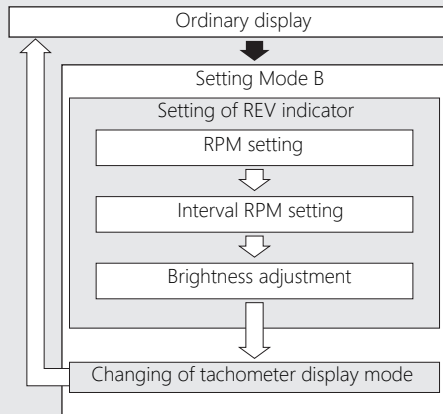 Ordinary display
Setting Mode B
Setting of REV indicator
RPM setting
Interval RPM setting
Brightness adjustment
Changing of tachometer display mode